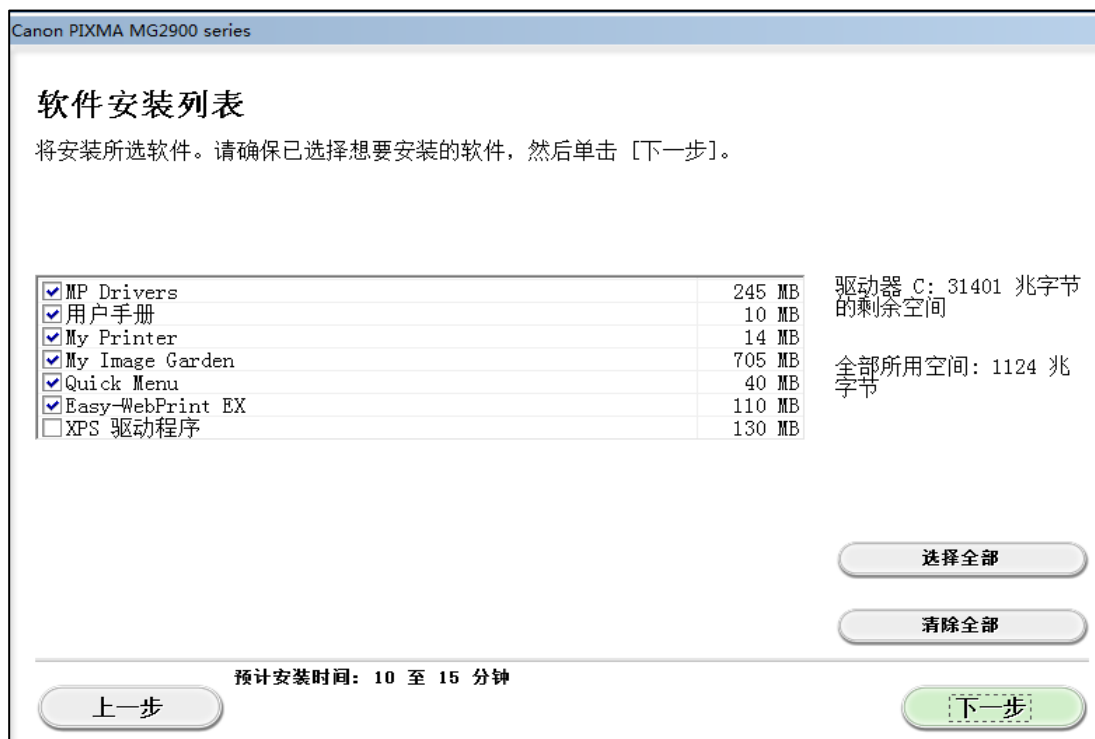 Canon PIXMA MG2900 series
软件安装列表
将安装所选软件。请确保已选择想要安装的软件，然后单击 [下一步]。
MP Drivers 245 MB
用户手册 10 MB
My Printer 14 MB
My Image Garden 705 MB
Quick Menu 40 MB
Easy-WebPrint EX 110 MB
XPS 驱动程序 130 MB
驱动器 C: 31401 兆字节
的剩余空间
全部所用空间: 1124 兆
字节
选择全部
清除全部
预计安装时间: 10 至 15 分钟
上一步
下一步